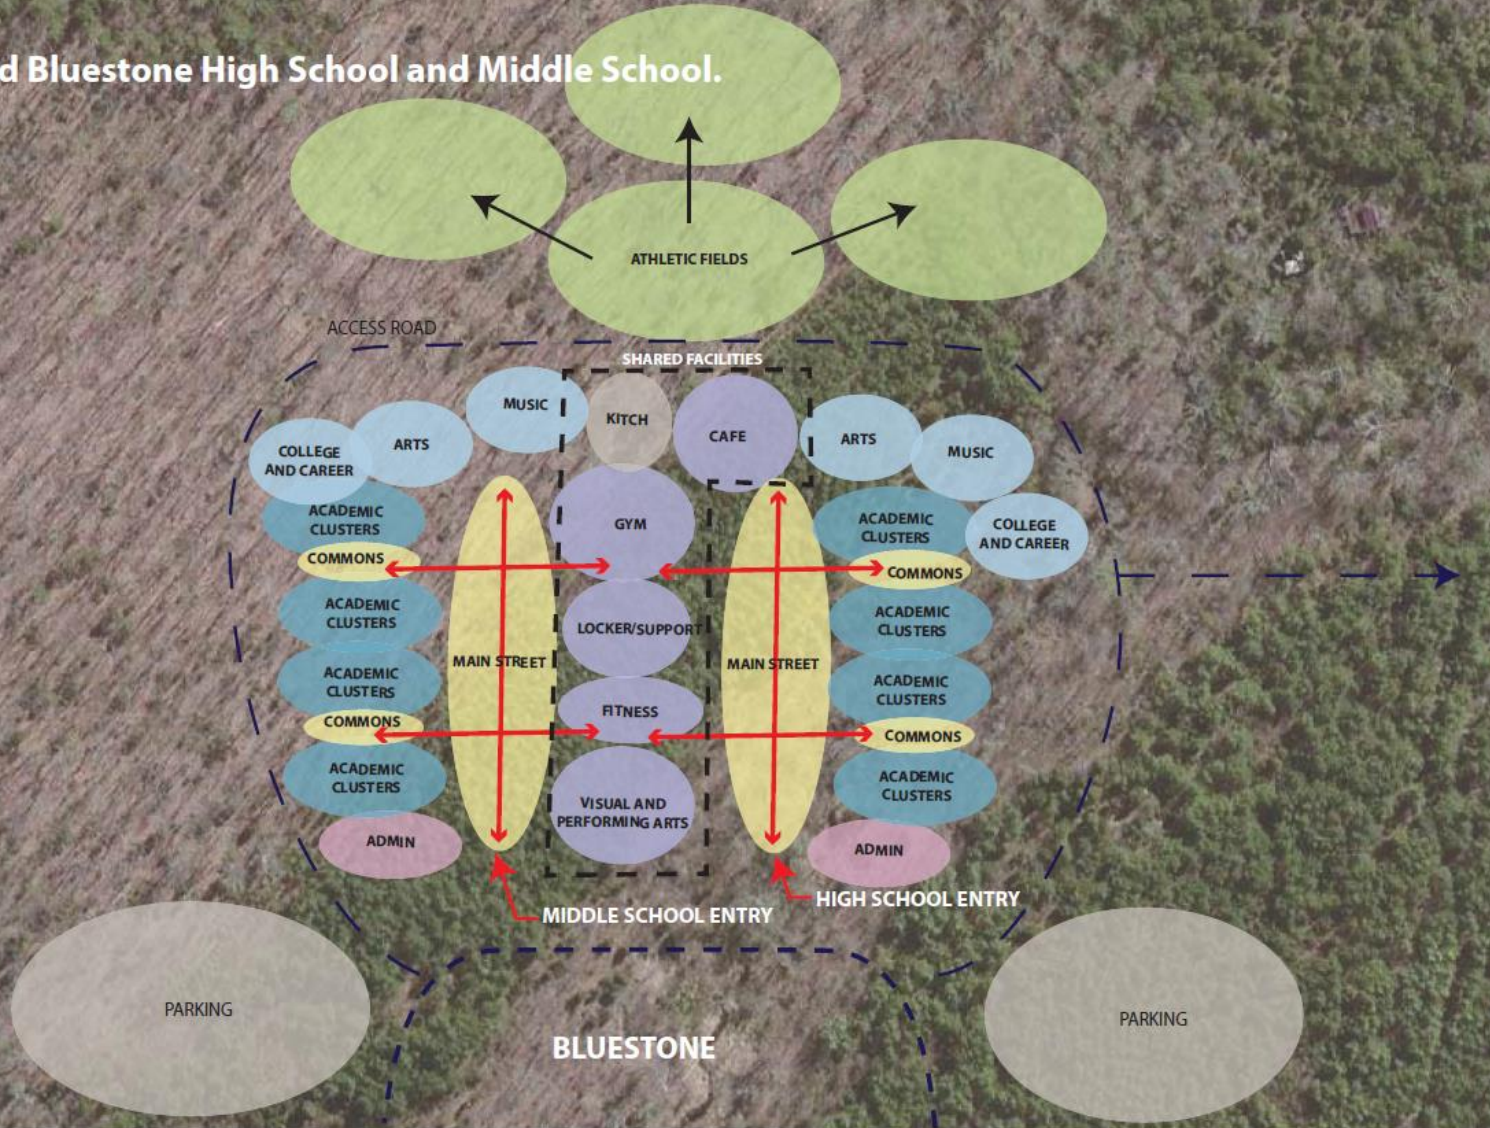 d Bluestone High School and Middle School.
ATHLETIC FIELDS
ACCESS ROAD
SHARED FACILITIES
MUSIC
KITCH
CAFE
ARTS
ARTS
MUSIC
COLLEGE
AND CAREER
ACADEMIC
CLUSTERS
COMMONS
ACADEMIC
CLUSTERS
ACADEMIC
CLUSTERS
COMMONS
ACADEMIC
CLUSTERS
ADMIN
MAIN STREET
GYM
LOCKER/SUPPORT
FITNESS
VISUAL AND
PERFORMING ARTS
MAIN STREET
ACADEMIC
CLUSTERS
COLLEGE
AND CAREER
COMMONS
ACADEMIC
CLUSTERS
ACADEMIC
CLUSTERS
COMMONS
ACADEMIC
CLUSTERS
ADMIN
HIGH SCHOOL ENTRY
MIDDLE SCHOOL ENTRY
PARKING
BLUESTONE
PARKING